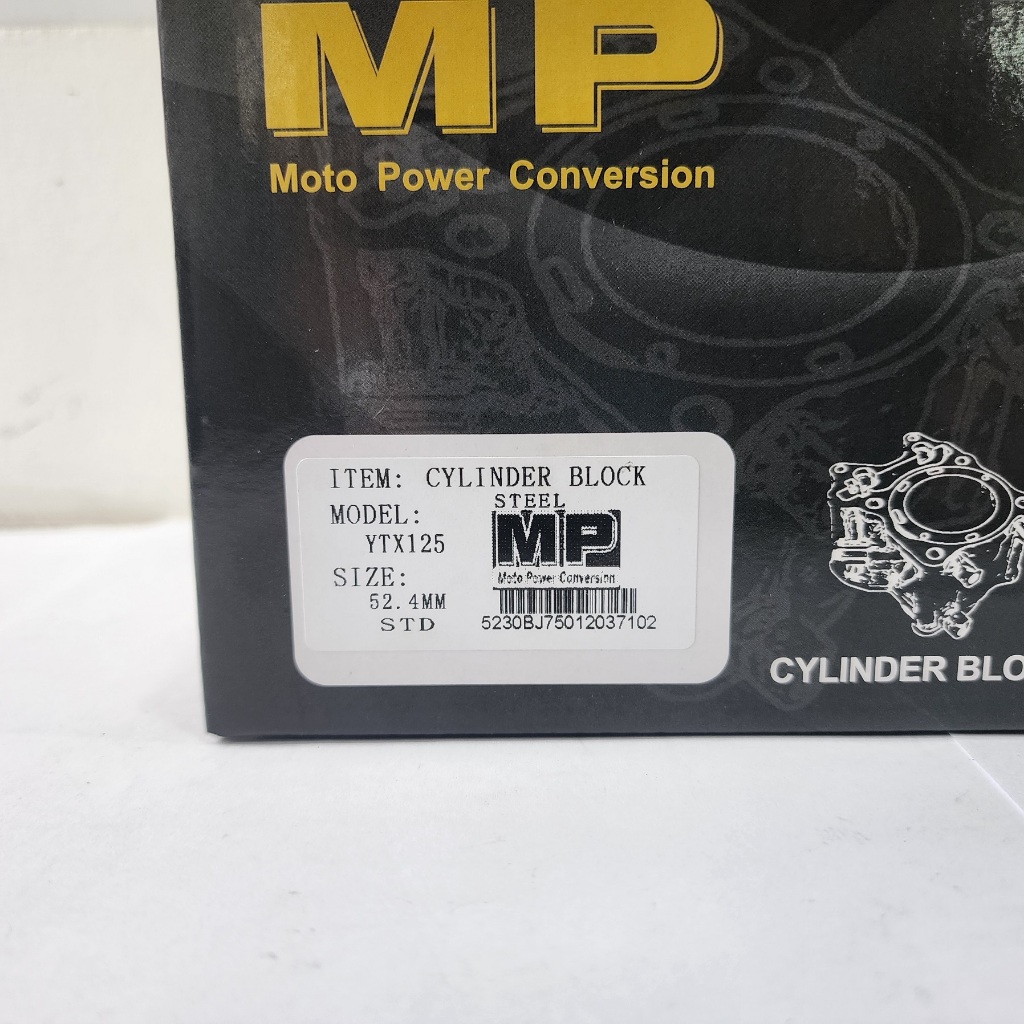 MP
Moto Power Conversion
ITEM: CYLINDER BLOCK
STEEL
MODEL:
YTX125
MP
Moto Power Conversion
SIZE:
52.4MM
STD
5230BJ75012037102
CYLINDER BLO